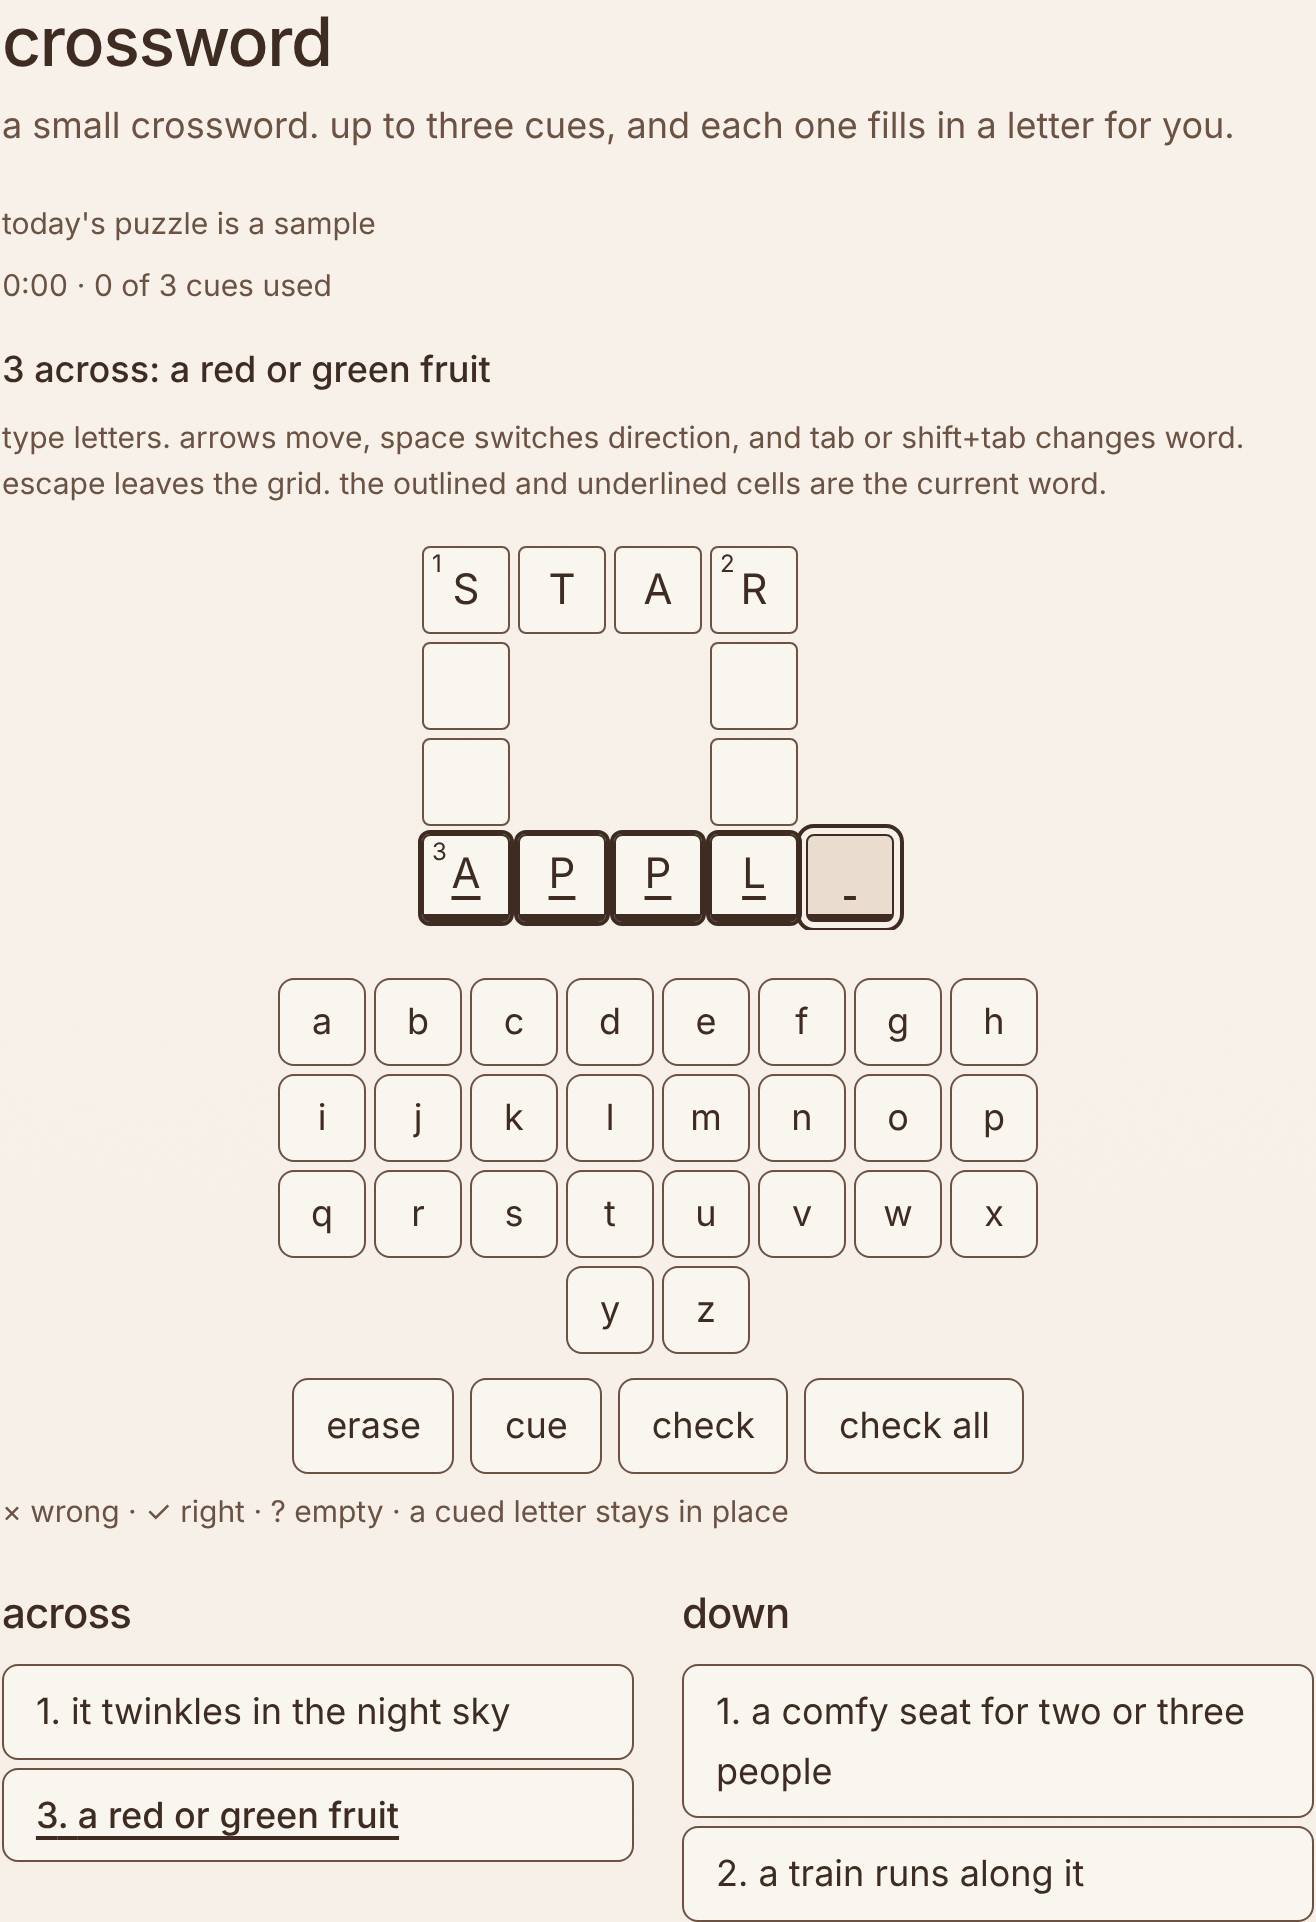 crossword
a small crossword. up to three cues, and each one fills in a letter for you.
today's puzzle is a sample
0:00 · 0 of 3 cues used
3 across: a red or green fruit
type letters. arrows move, space switches direction, and tab or shift+tab changes word.
escape leaves the grid. the outlined and underlined cells are the current word.
1 S T A 2 R
3 A P P L
a b c d e f g h
i j k l m n o p
q r s t u v w x
y z
erase cue check check all
× wrong · ✓ right · ? empty · a cued letter stays in place
across
1. it twinkles in the night sky
3. a red or green fruit
down
1. a comfy seat for two or three
people
2. a train runs along it